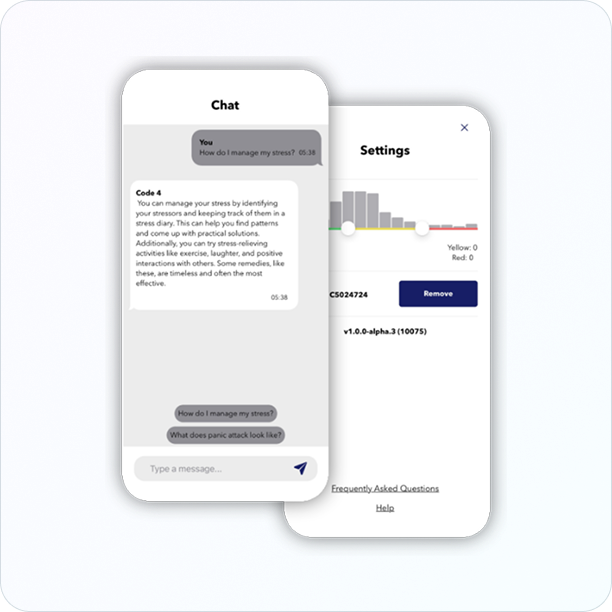 Chat
You
How do I manage my stress? 05:38
Code 4
You can manage your stress by identifying
your stressors and keeping track of them in a
stress diary. This can help you find patterns
and come up with practical solutions.
Additionally, you can try stress-relieving
activities like exercise, laughter, and positive
interactions with others. Some remedies, like
these, are timeless and often the most
effective.
05:38
How do I manage my stress?
What does panic attack look like?
Type a message...
Settings
Yellow: 0
Red: 0
C5024724
Remove
v1.0.0-alpha.3 (10075)
Frequently Asked Questions
Help